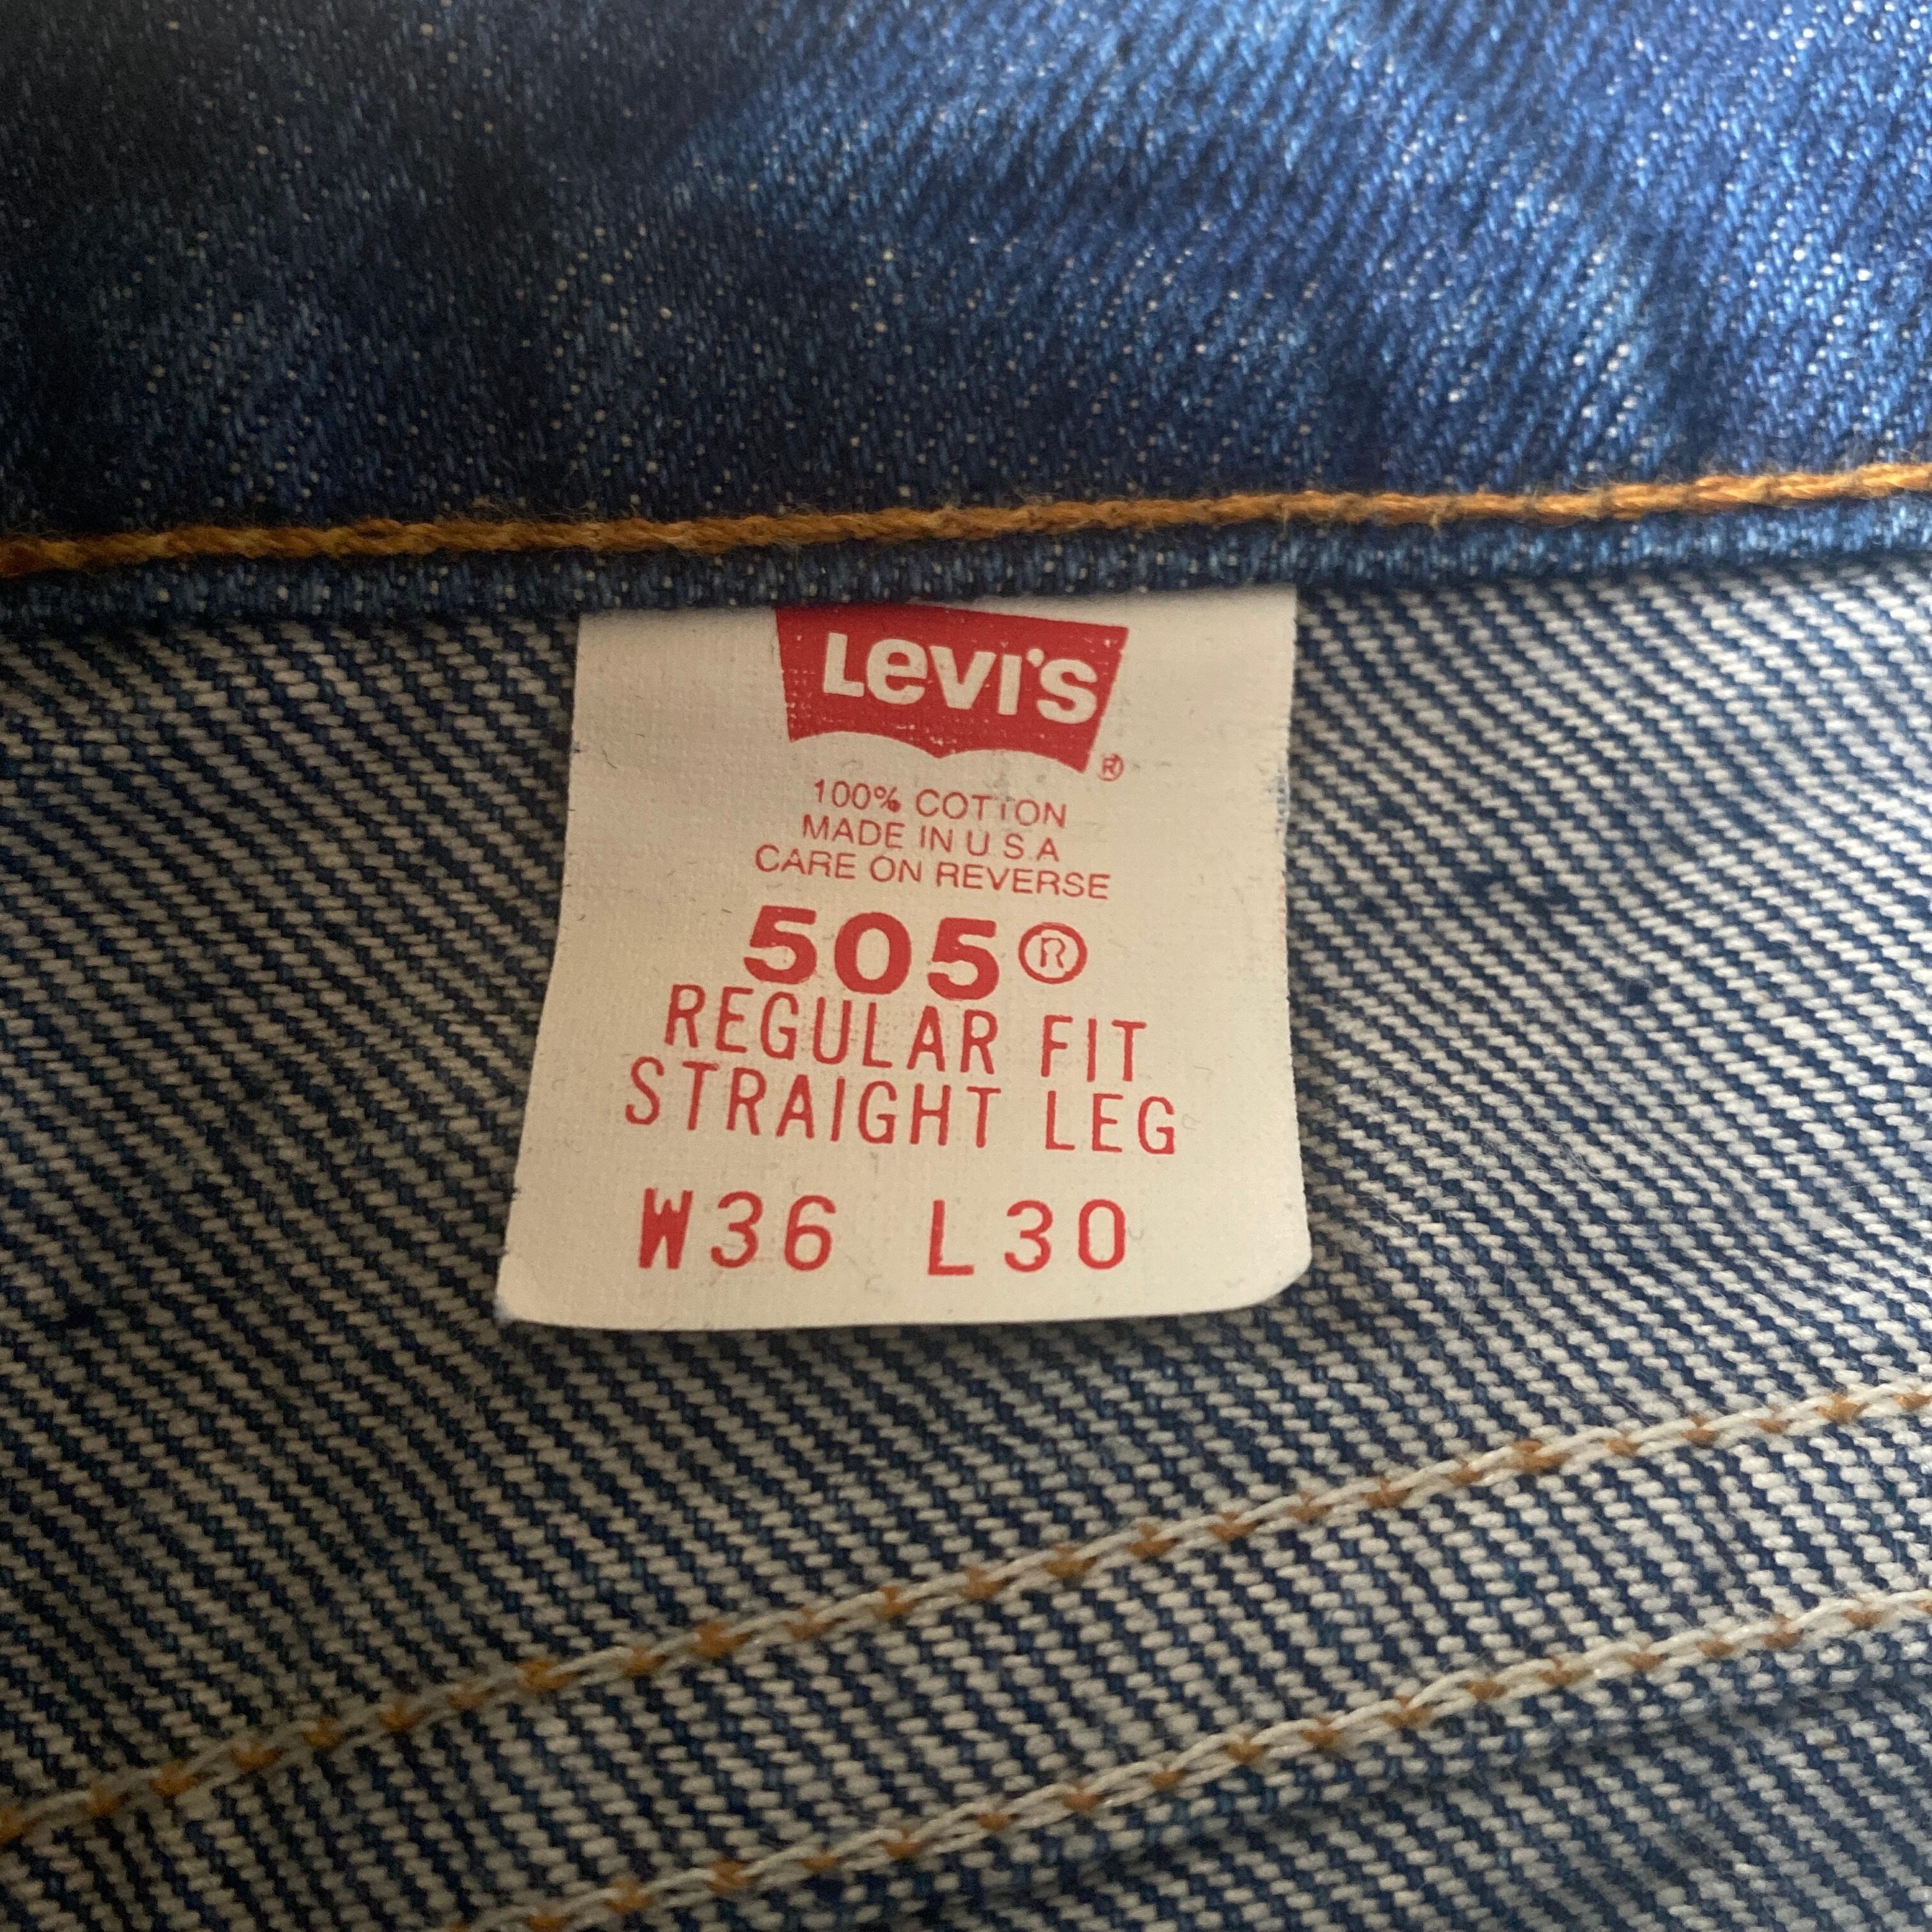 Levi's
®
100% COTTON
MADE IN U.S.A
CARE ON REVERSE
505®
REGULAR FIT
STRAIGHT LEG
W36 L30